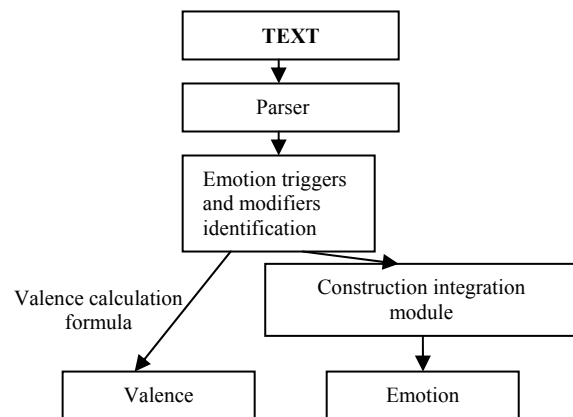 TEXT
Parser
Emotion triggers
and modifiers
identification
Valence calculation
formula
Construction integration
module
Valence
Emotion